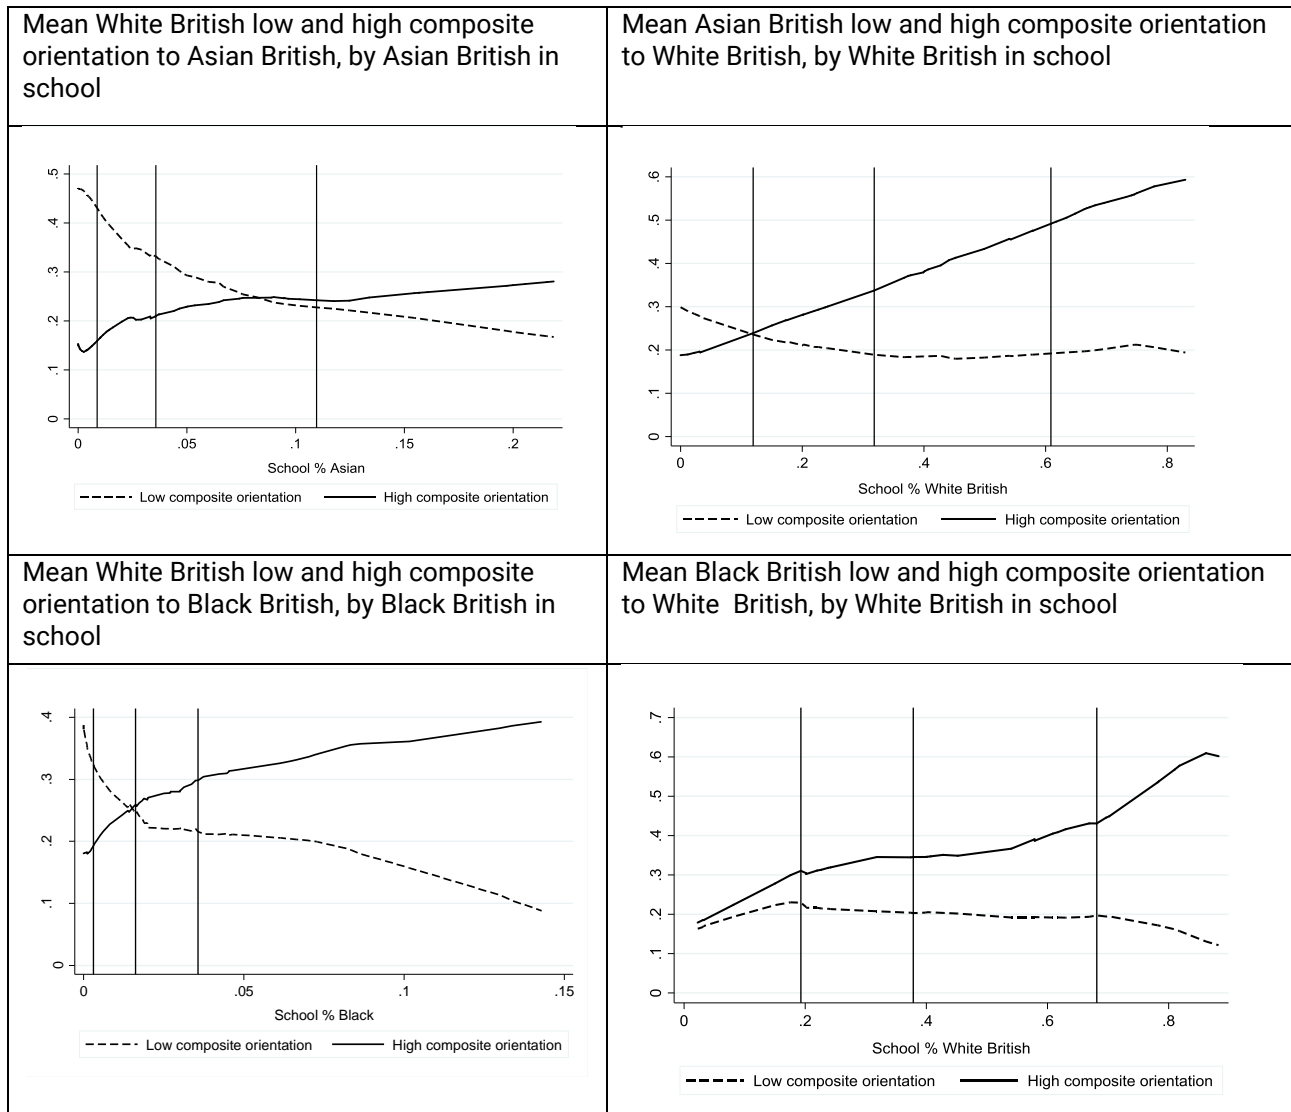 Mean White British low and high composite
orientation to Asian British, by Asian British in
school
Mean Asian British low and high composite orientation
to White British, by White British in school
.5
.4
.3
.2
.1
0
0
.05
.1
.15
.2
School % Asian
Low composite orientation
High composite orientation
.6
.5
.4
.3
.2
.1
0
0
.2
.4
.6
.8
School % White British
Low composite orientation
High composite orientation
Mean White British low and high composite
orientation to Black British, by Black British in
school
Mean Black British low and high composite orientation
to White  British, by White British in school
.4
.3
.2
.1
0
0
.05
.1
.15
School % Black
Low composite orientation
High composite orientation
.7
.6
.5
.4
.3
.2
.1
0
0
.2
.4
.6
.8
School % White British
Low composite orientation
High composite orientation